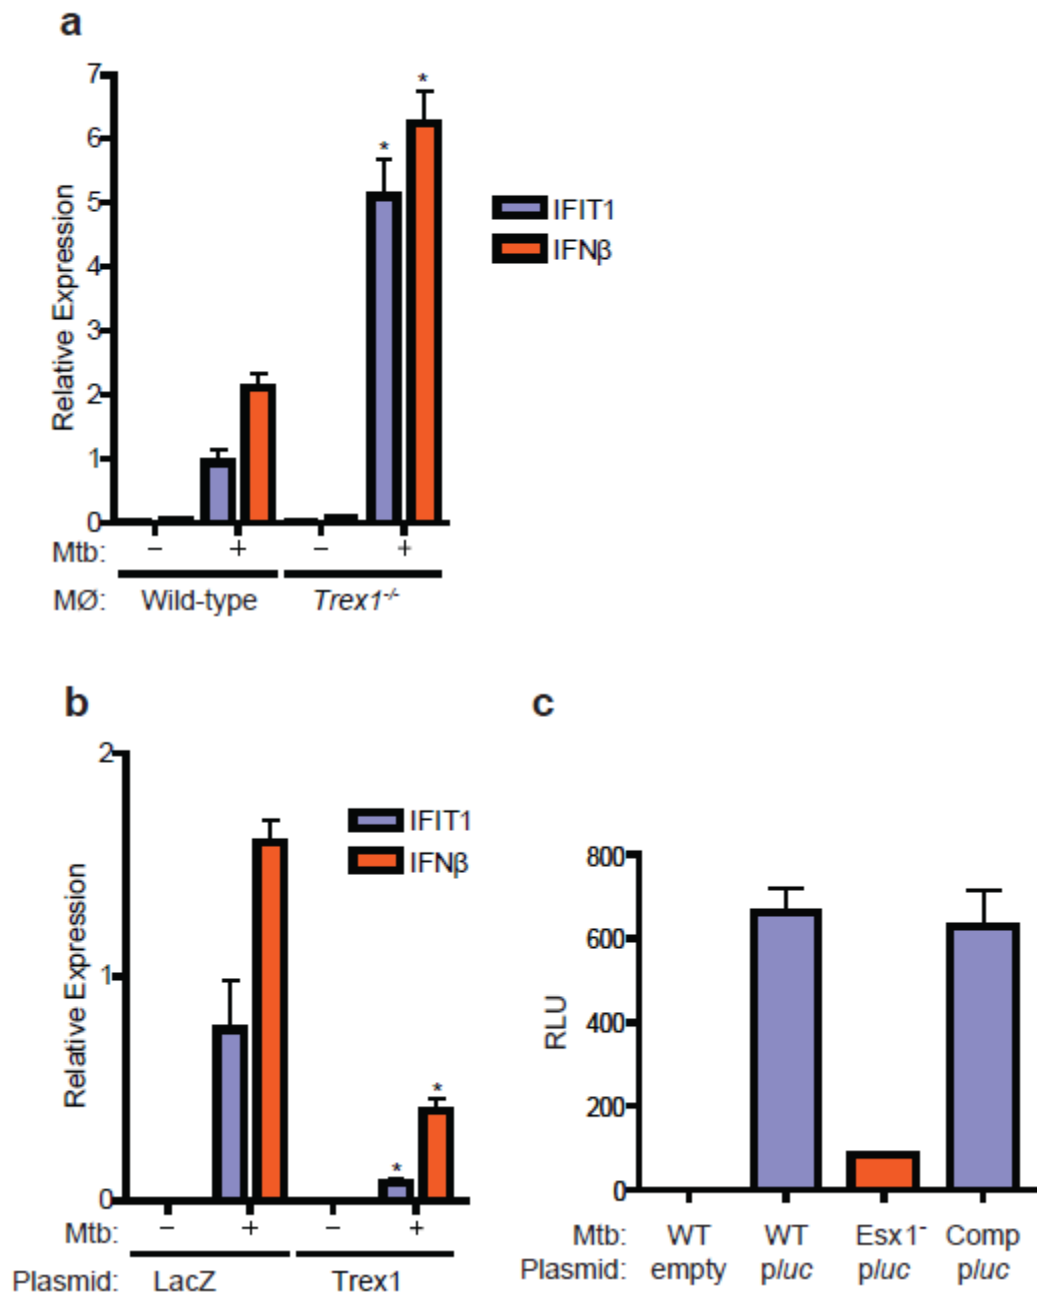 a
7
6
5
4
3
2
1
0
Relative Expression
*
*
IFIT1
IFNβ
Mtb: – + – +
MØ: Wild-type Trex1-/-
b
2
1
0
Relative Expression
*
*
IFIT1
IFNβ
Mtb: – + – +
Plasmid: LacZ Trex1
c
800
600
400
200
0
RLU
Mtb: WT WT Esx1- Comp
Plasmid: empty pluc pluc pluc